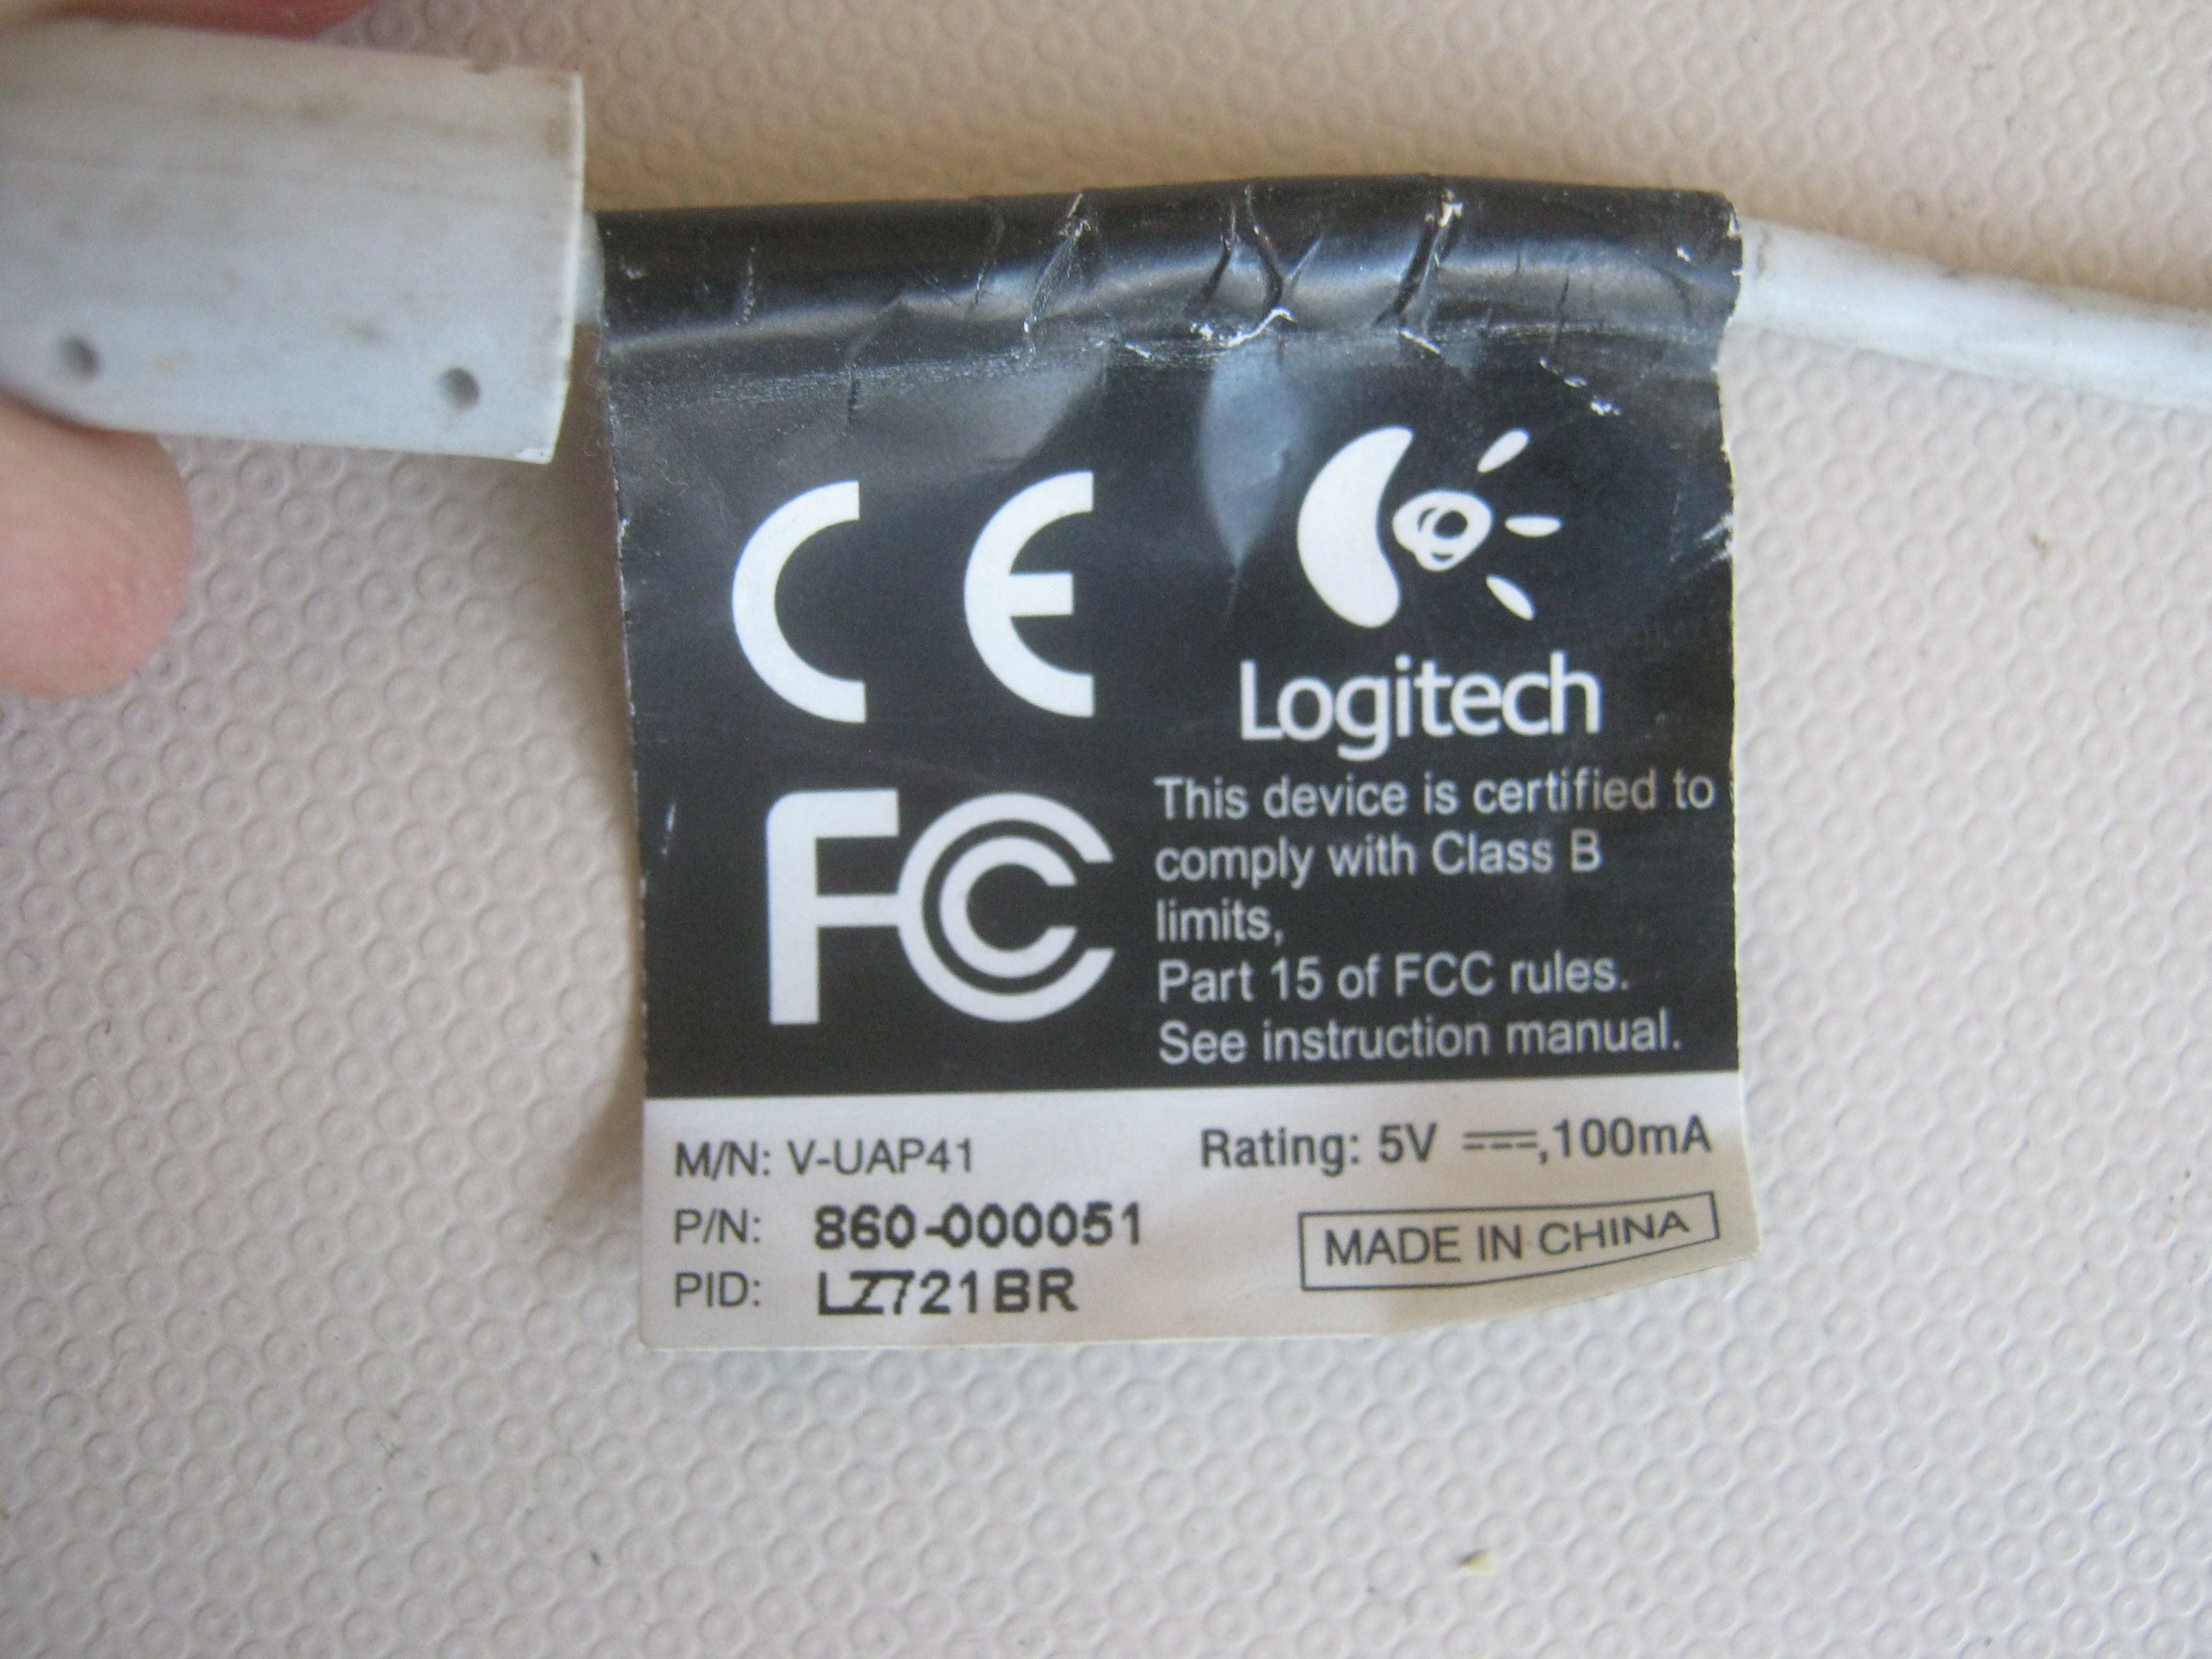 CE
Logitech
FC
This device is certified to
comply with Class B
limits,
Part 15 of FCC rules.
See instruction manual.
M/N: V-UAP41
Rating: 5V ⎓,100mA
P/N: 860-000051
MADE IN CHINA
PID: LZ721BR